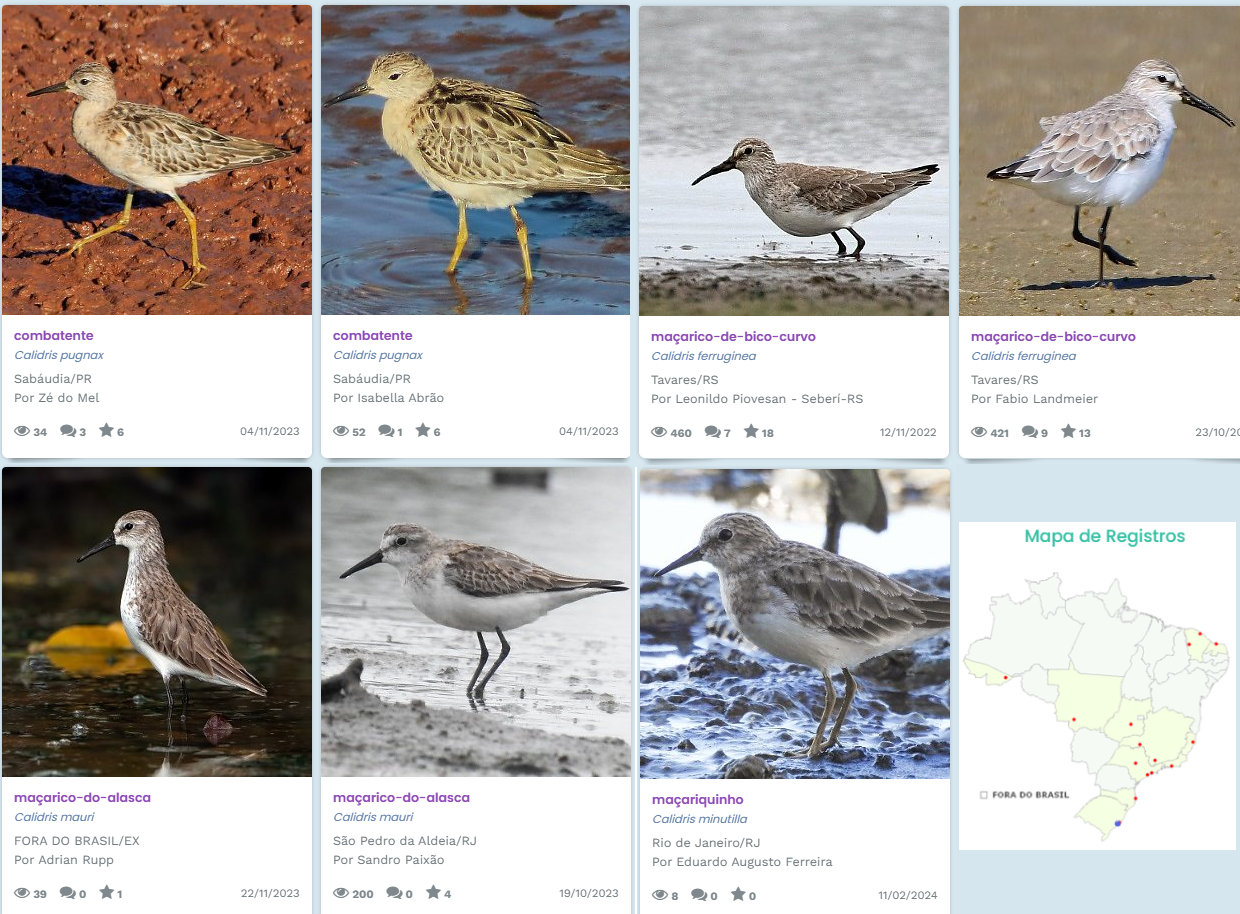 combatente
Calidris pugnax
Sabáudia/PR
Por Zé do Mel
34 3 6 04/11/2023
combatente
Calidris pugnax
Sabáudia/PR
Por Isabella Abrão
52 1 6 04/11/2023
maçarico-de-bico-curvo
Calidris ferruginea
Tavares/RS
Por Leonildo Piovesan - Seberí-RS
460 7 18 12/11/2022
maçarico-de-bico-curvo
Calidris ferruginea
Tavares/RS
Por Fabio Landmeier
421 9 13 23/10/20
maçarico-do-alasca
Calidris mauri
FORA DO BRASIL/EX
Por Adrian Rupp
39 0 1 22/11/2023
maçarico-do-alasca
Calidris mauri
São Pedro da Aldeia/RJ
Por Sandro Paixão
200 0 4 19/10/2023
maçariquinho
Calidris minutilla
Rio de Janeiro/RJ
Por Eduardo Augusto Ferreira
8 0 0 11/02/2024
Mapa de Registros
FORA DO BRASIL